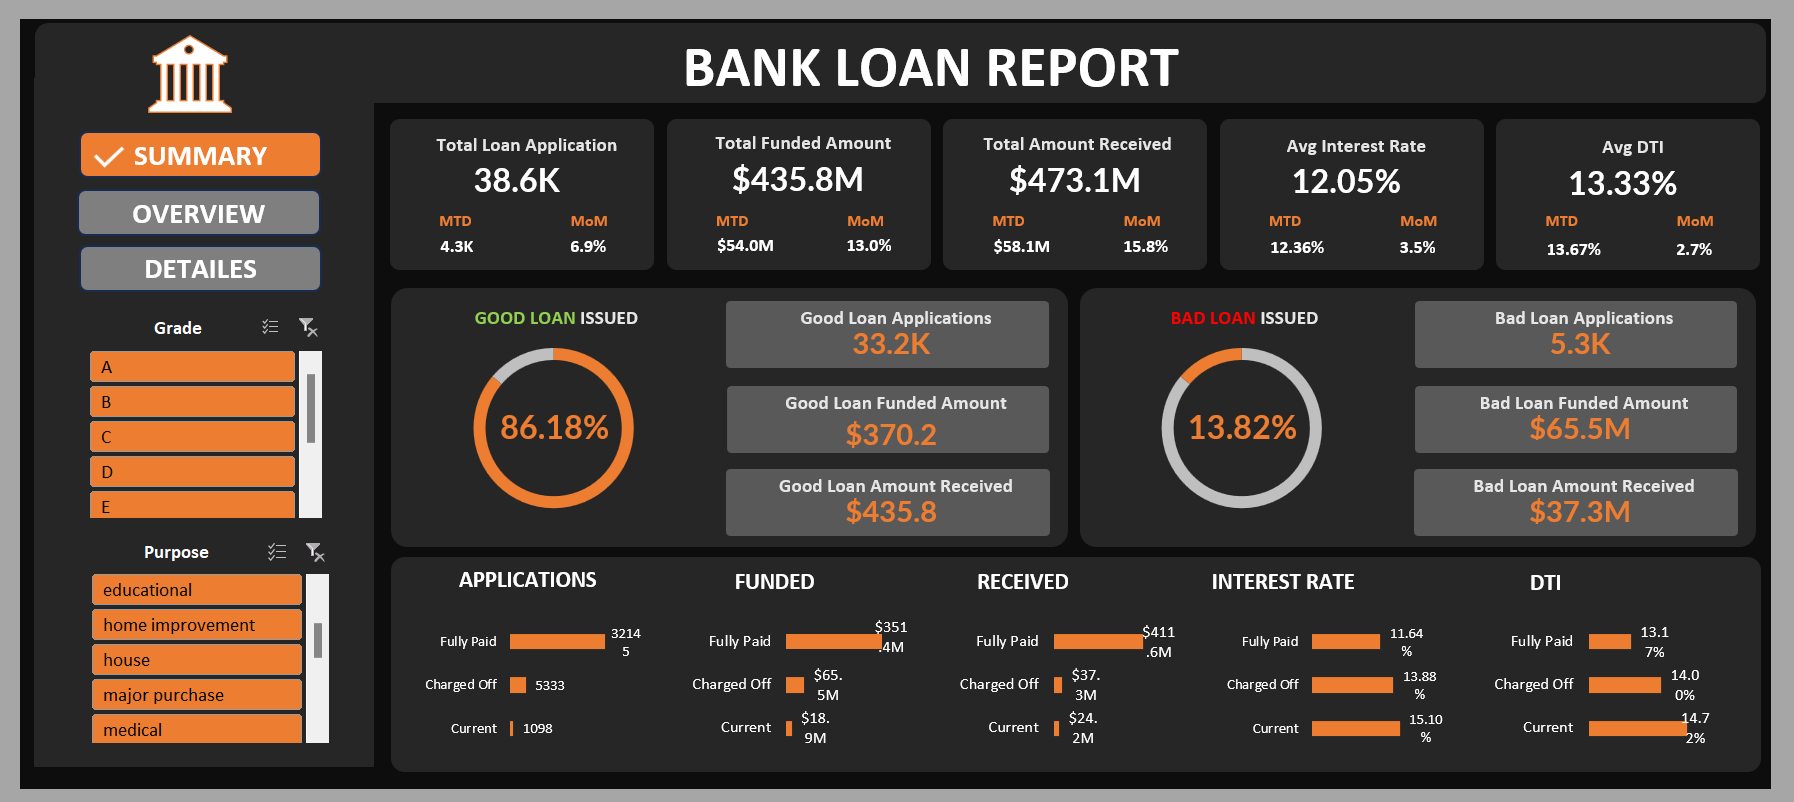 BANK LOAN REPORT
SUMMARY
OVERVIEW
DETAILES
Grade
A
B
C
D
E
Purpose
educational
home improvement
house
major purchase
medical
Total Loan Application
38.6K
MTD MoM
4.3K 6.9%
Total Funded Amount
$435.8M
MTD MoM
$54.0M 13.0%
Total Amount Received
$473.1M
MTD MoM
$58.1M 15.8%
Avg Interest Rate
12.05%
MTD MoM
12.36% 3.5%
Avg DTI
13.33%
MTD MoM
13.67% 2.7%
GOOD LOAN ISSUED
86.18%
Good Loan Applications
33.2K
Good Loan Funded Amount
$370.2
Good Loan Amount Received
$435.8
BAD LOAN ISSUED
13.82%
Bad Loan Applications
5.3K
Bad Loan Funded Amount
$65.5M
Bad Loan Amount Received
$37.3M
APPLICATIONS
Fully Paid 3214
5
Charged Off 5333
Current 1098
FUNDED
Fully Paid $351
.4M
Charged Off $65.
5M
Current $18.
9M
RECEIVED
Fully Paid $411
.6M
Charged Off $37.
3M
Current $24.
2M
INTEREST RATE
Fully Paid 11.64
%
Charged Off 13.88
%
Current 15.10
%
DTI
Fully Paid 13.1
7%
Charged Off 14.0
0%
Current 14.7
2%